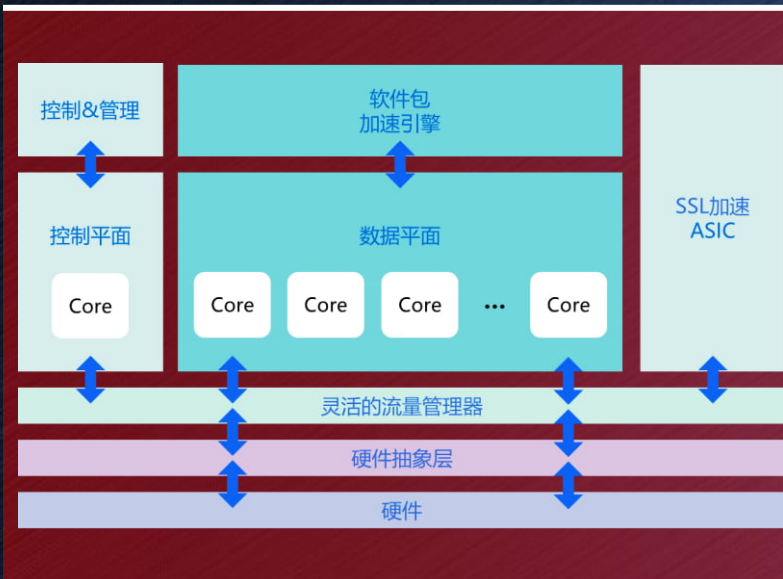 控制&管理
软件包
加速引擎
SSL加速
ASIC
控制平面
数据平面
Core
Core
Core
Core
...
Core
灵活的流量管理器
硬件抽象层
硬件